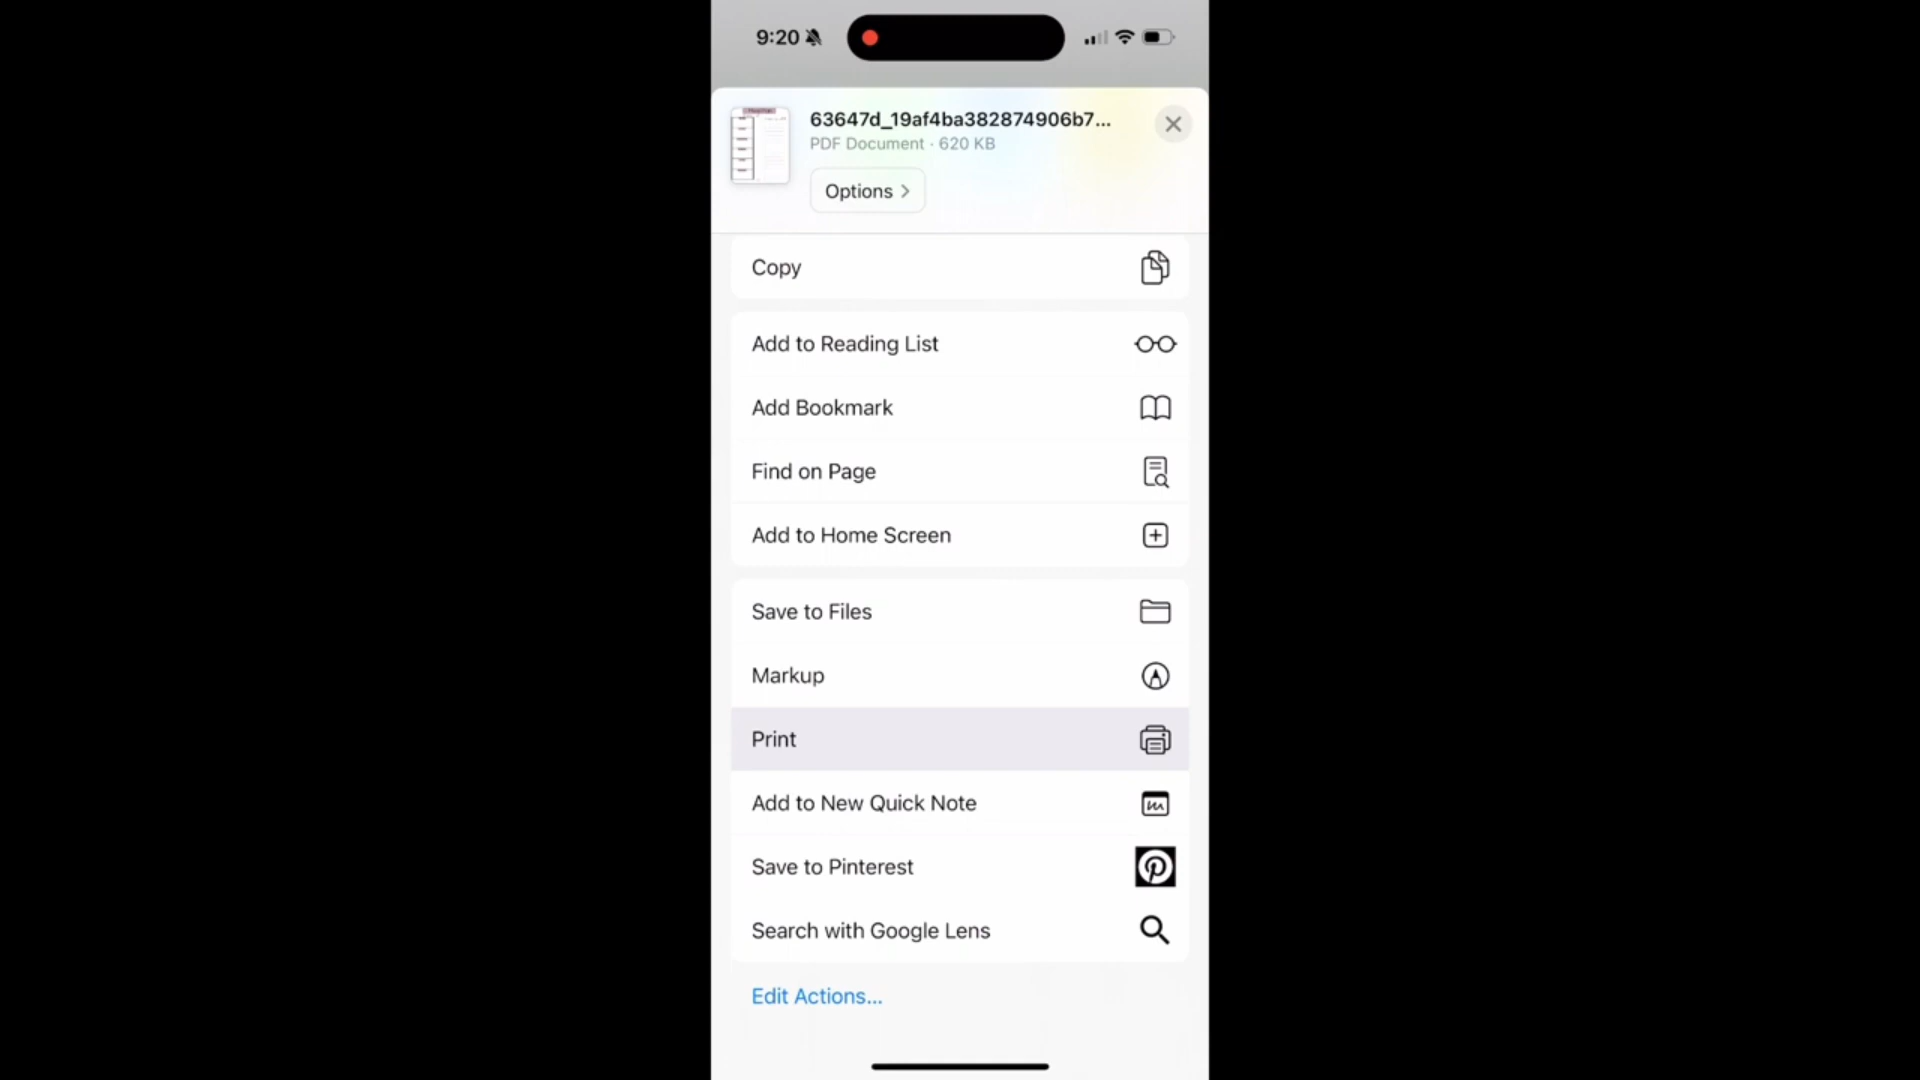 9:20
63647d_19af4ba382874906b7...
PDF Document · 620 KB
Options
Copy
Add to Reading List
Add Bookmark
Find on Page
Add to Home Screen
Save to Files
Markup
Print
Add to New Quick Note
Save to Pinterest
Search with Google Lens
Edit Actions...